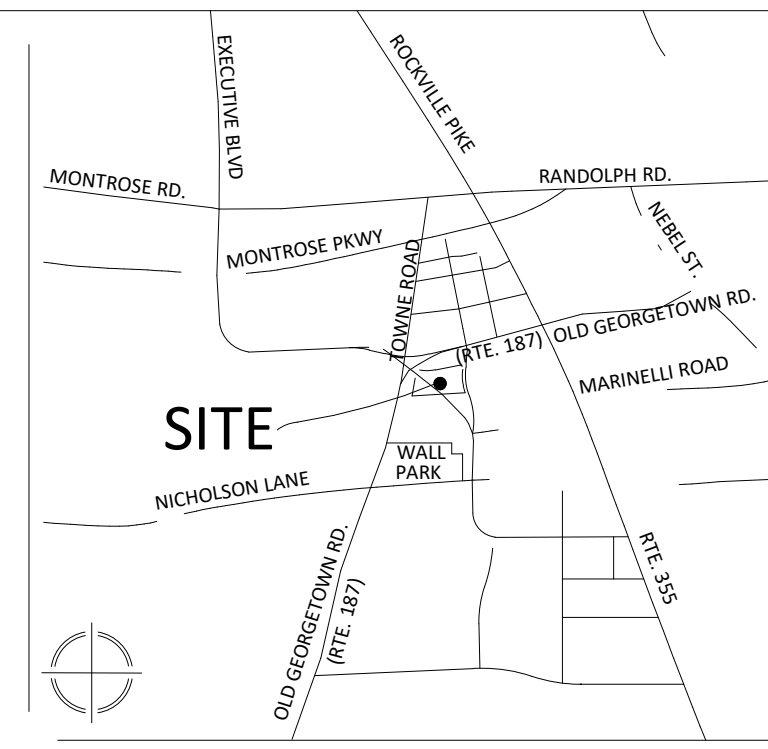 EXECUTIVE BLVD
ROCKVILLE PIKE
MONTROSE RD.
RANDOLPH RD.
MONTROSE PKWY
NEBEL ST.
TOWNE ROAD
OLD GEORGETOWN RD.
(RTE. 187)
MARINELLI ROAD
SITE
WALL
PARK
NICHOLSON LANE
OLD GEORGETOWN RD.
(RTE. 187)
RTE. 355